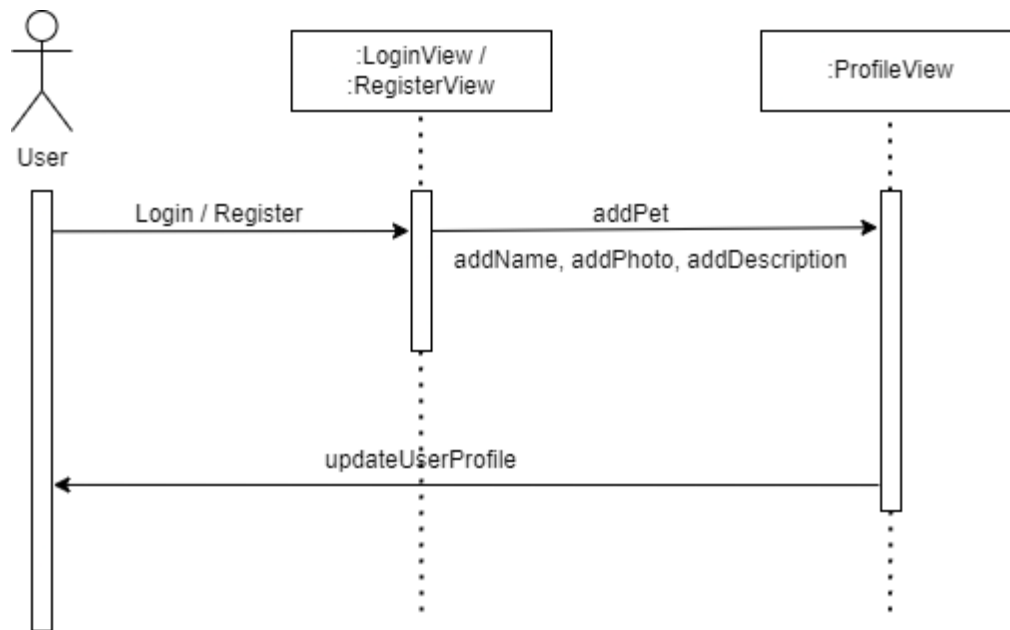 :LoginView /
:RegisterView
:ProfileView
User
Login / Register
addPet
addName, addPhoto, addDescription
updateUserProfile